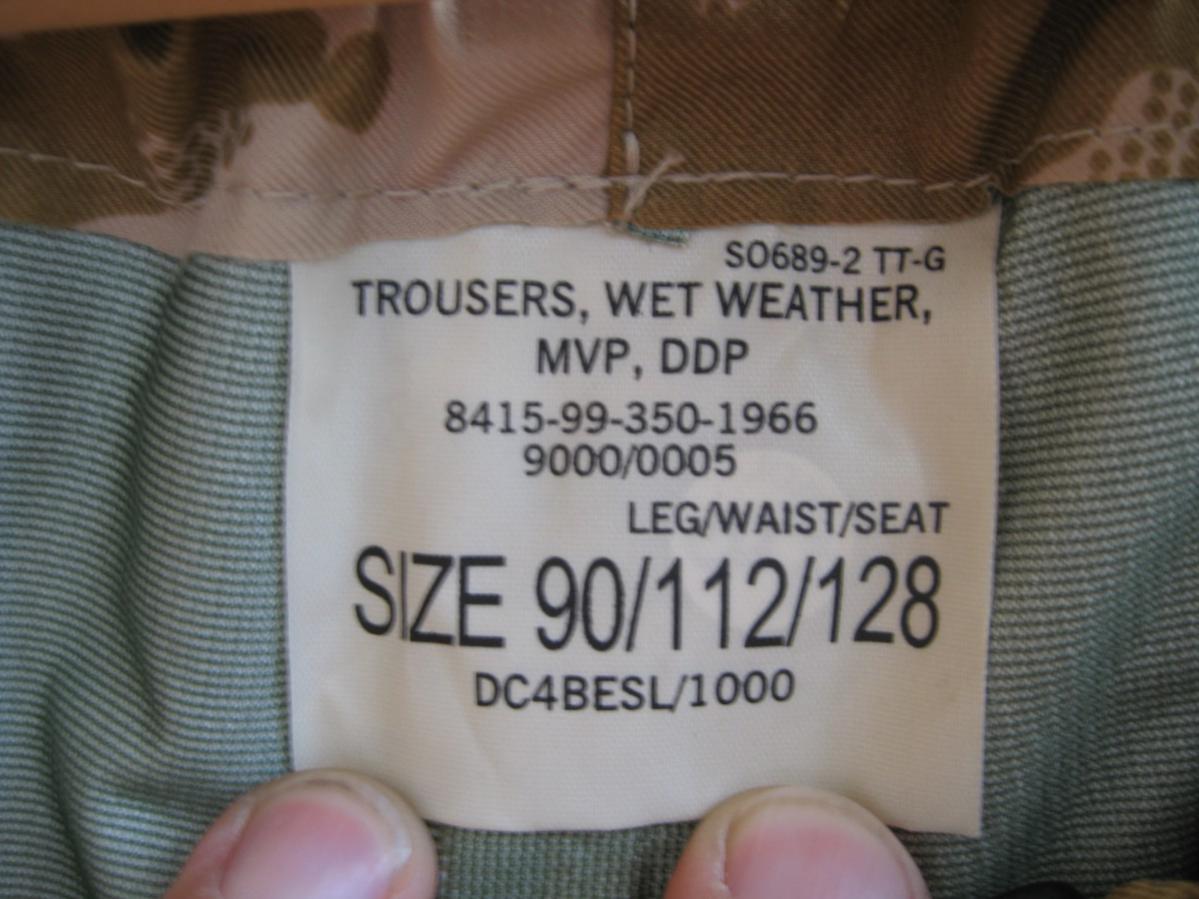 SO689-2 TT-G
TROUSERS, WET WEATHER,
MVP, DDP
8415-99-350-1966
9000/0005
LEG/WAIST/SEAT
SIZE 90/112/128
DC4BESL/1000